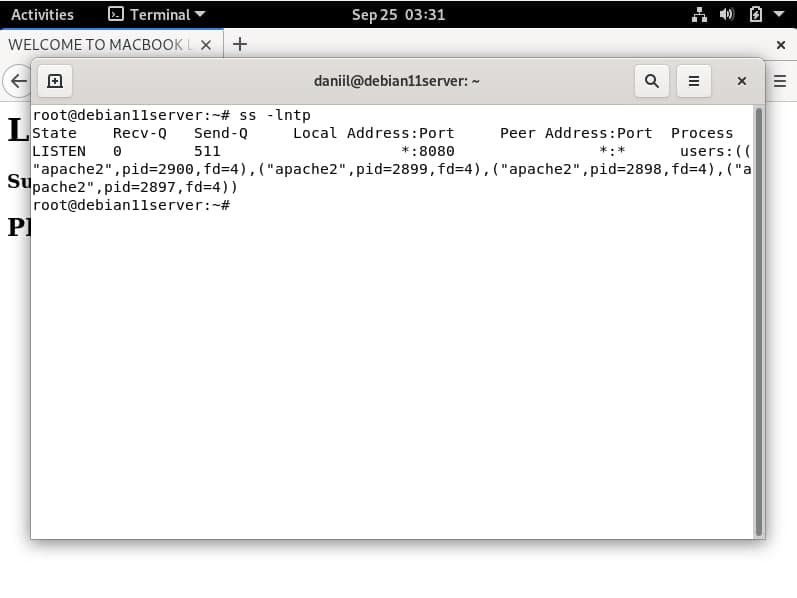 Activities Terminal Sep 25 03:31
WELCOME TO MACBOOK
daniil@debian11server: ~
root@debian11server:~# ss -lntp
State Recv-Q Send-Q Local Address:Port Peer Address:Port Process
LISTEN 0 511 *:8080 *:* users:((
"apache2",pid=2900,fd=4),("apache2",pid=2899,fd=4),("apache2",pid=2898,fd=4),("a
pache2",pid=2897,fd=4))
root@debian11server:~#
L
Su